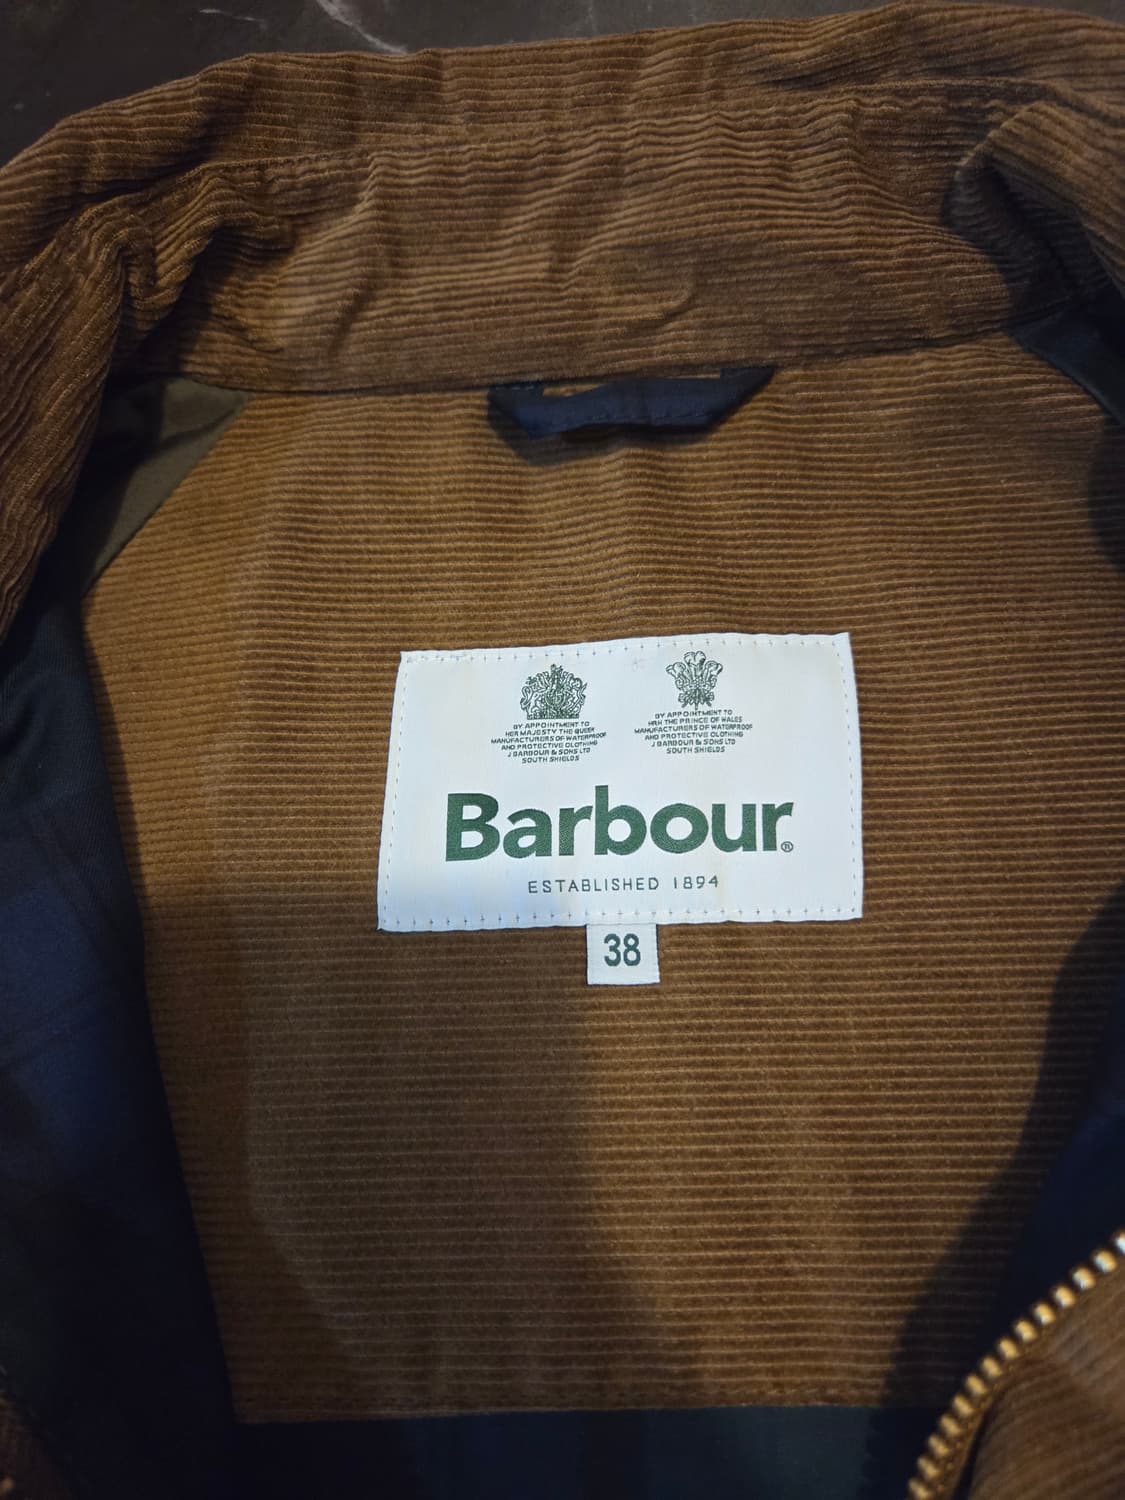 BY APPOINTMENT TO
HER MAJESTY THE QUEEN
MANUFACTURERS OF WATERPROOF
AND PROTECTIVE CLOTHING
J BARBOUR & SONS LTD
SOUTH SHIELDS
BY APPOINTMENT TO
HRH THE PRINCE OF WALES
MANUFACTURERS OF WATERPROOF
AND PROTECTIVE CLOTHING
J BARBOUR & SONS LTD
SOUTH SHIELDS
Barbour®
ESTABLISHED 1894
38